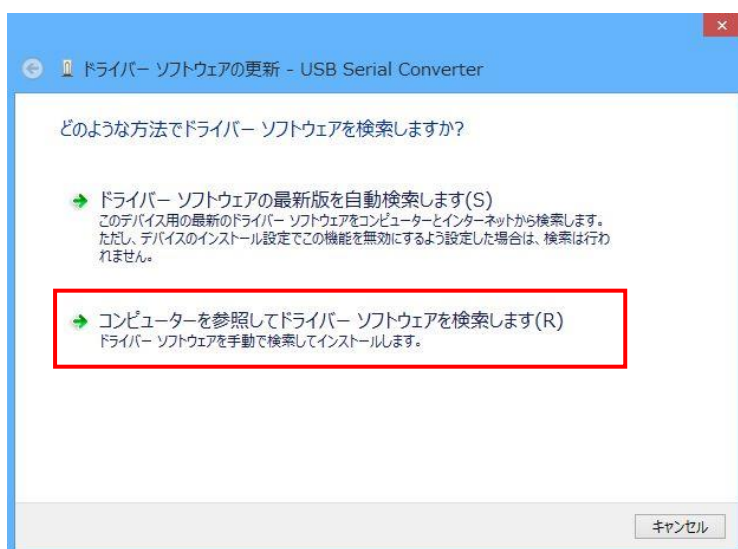 ドライバー ソフトウェアの更新 - USB Serial Converter
どのような方法でドライバー ソフトウェアを検索しますか?
ドライバー ソフトウェアの最新版を自動検索します(S)
このデバイス用の最新のドライバー ソフトウェアをコンピューターとインターネットから検索します。
ただし、デバイスのインストール設定でこの機能を無効にするよう設定した場合は、検索は行わ
れません。
コンピューターを参照してドライバー ソフトウェアを検索します(R)
ドライバー ソフトウェアを手動で検索してインストールします。
キャンセル